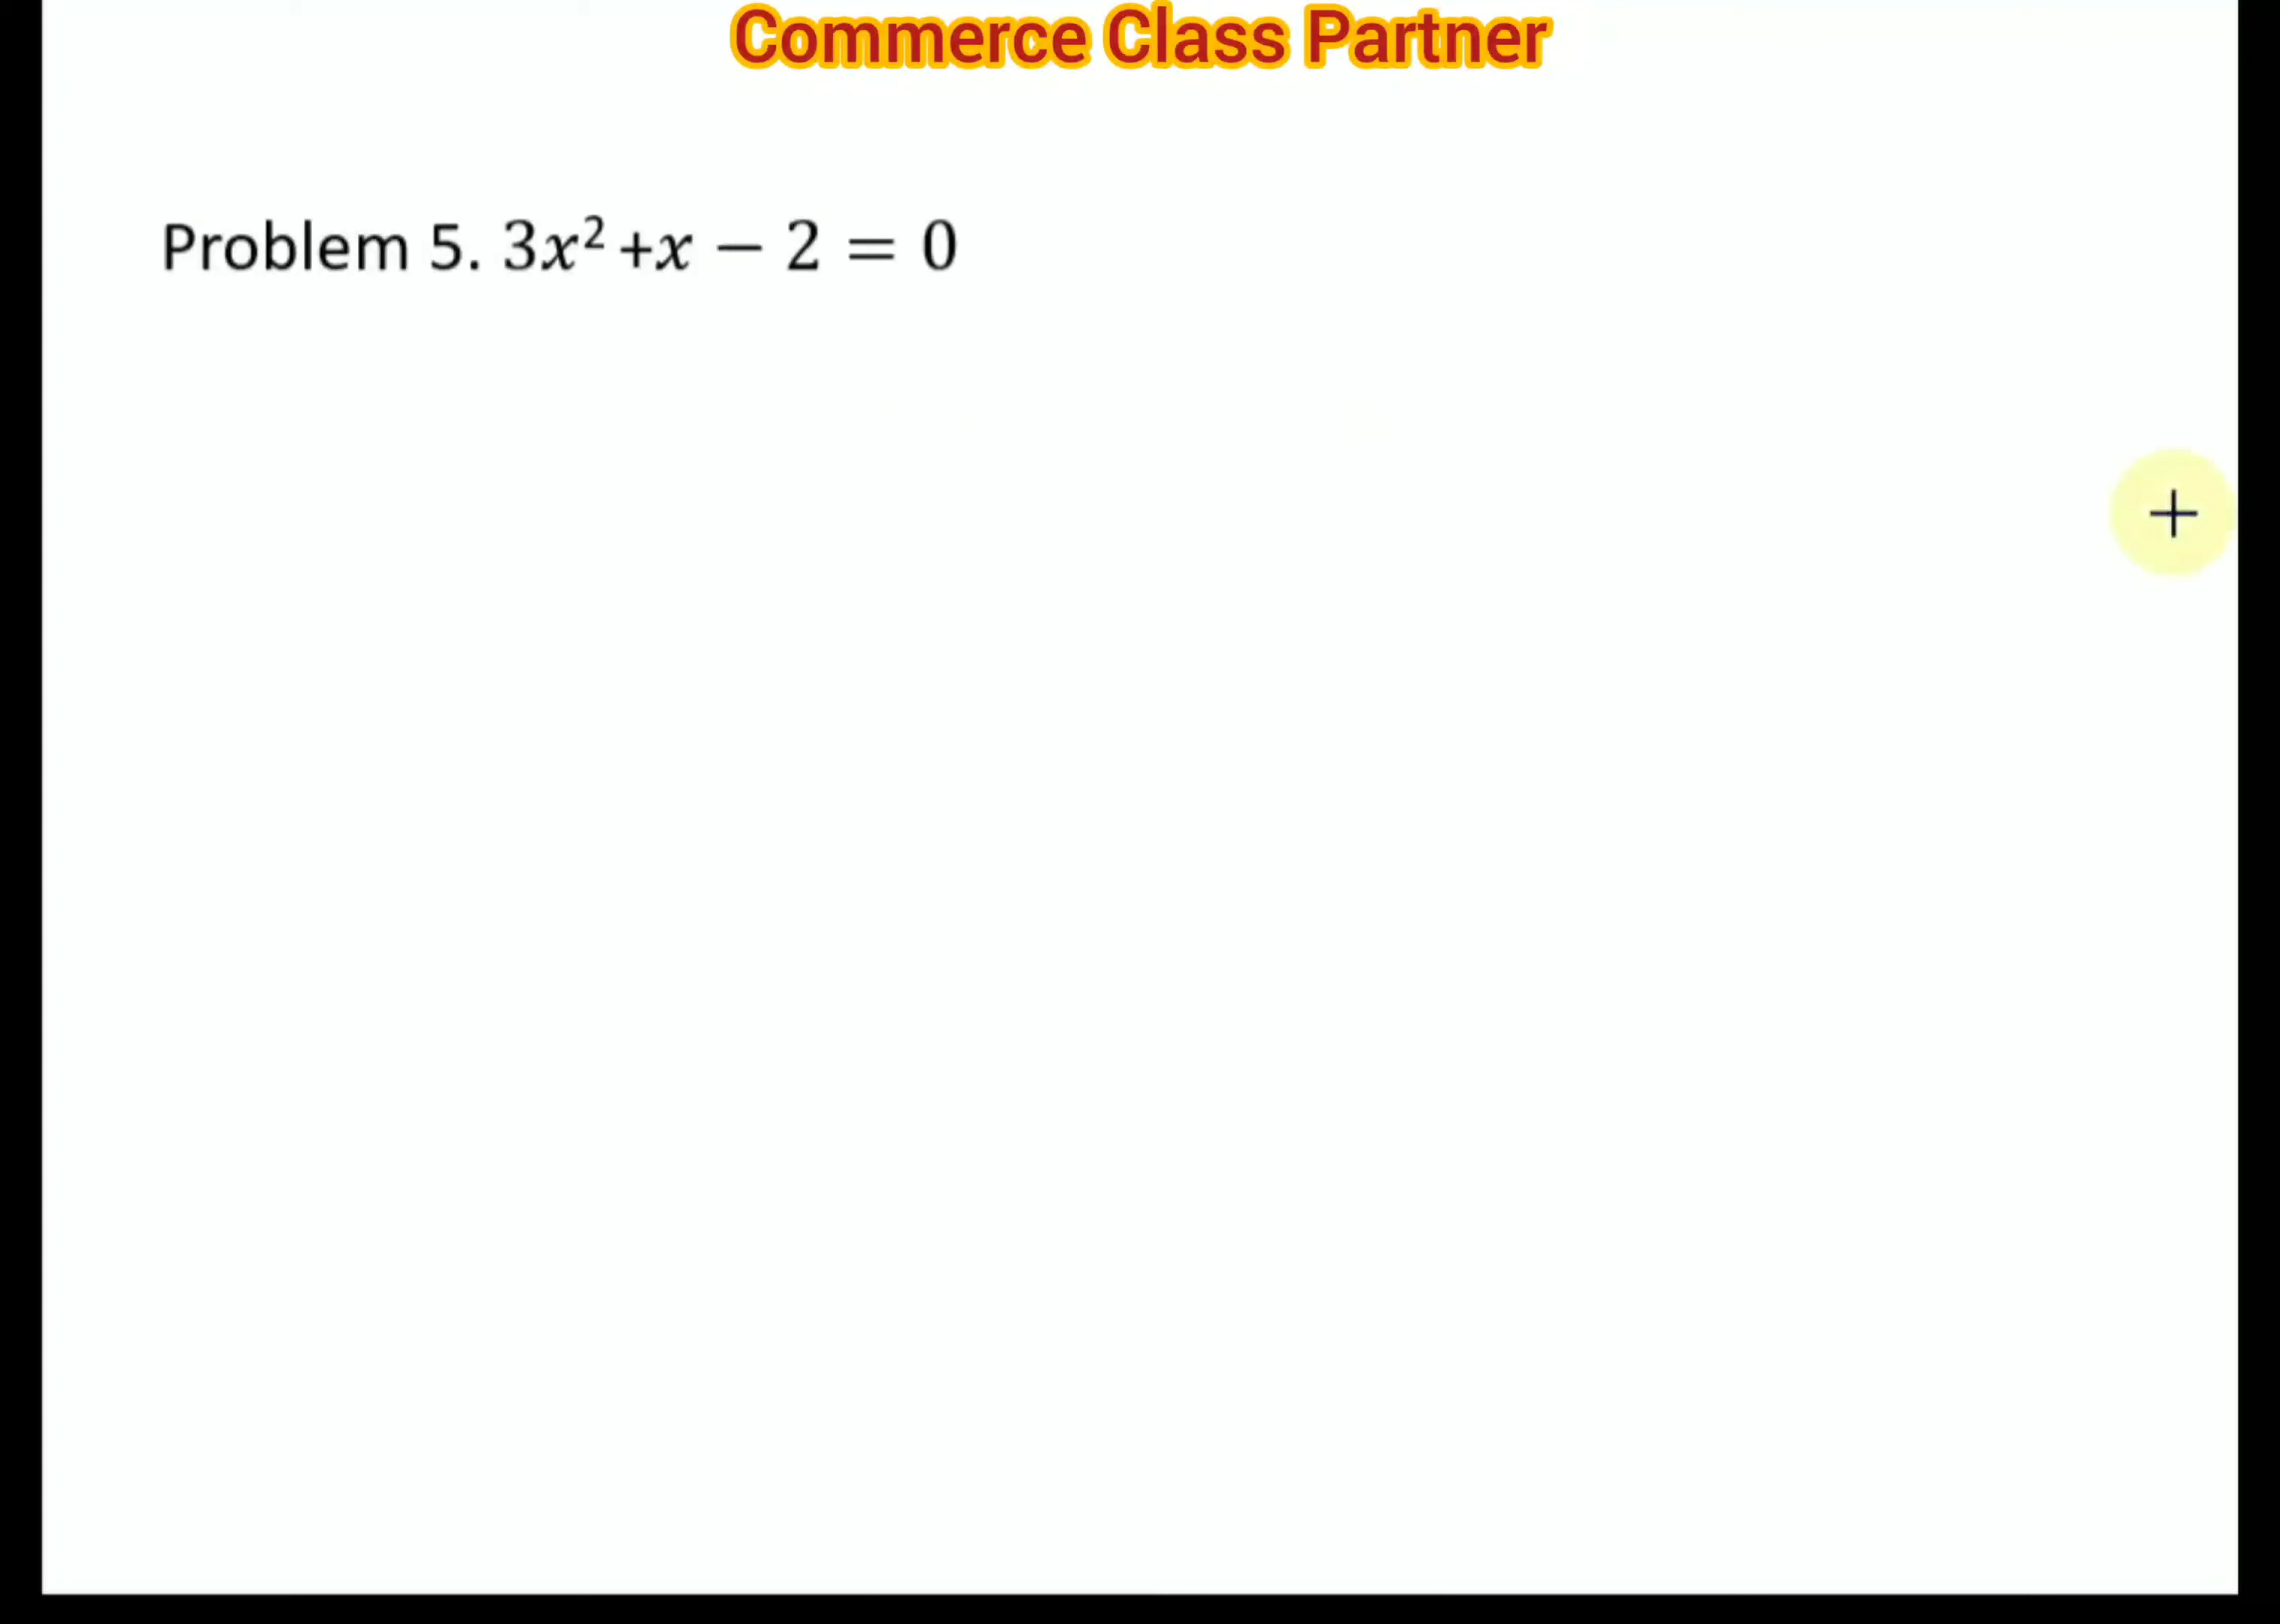 Commerce Class Partner
Problem 5. 3x² +x − 2 = 0